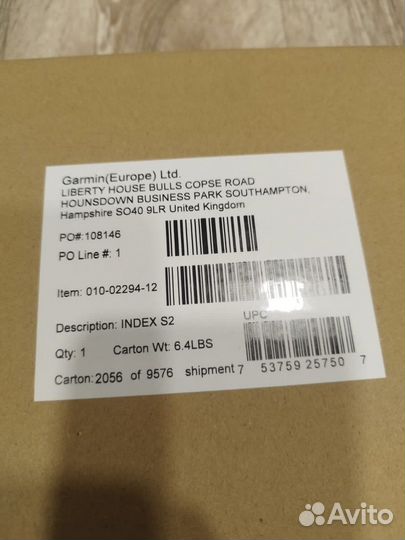 Garmin(Europe) Ltd.
LIBERTY HOUSE BULLS COPSE ROAD
HOUNSDOWN BUSINESS PARK SOUTHAMPTON,
Hampshire SO40 9LR United Kingdom
PO#:108146
PO Line #: 1
Item: 010-02294-12
Description: INDEX S2 UPC
Qty: 1 Carton Wt: 6.4LBS
Carton: 2056 of 9576 shipment 7 53759 25750 7
Avito